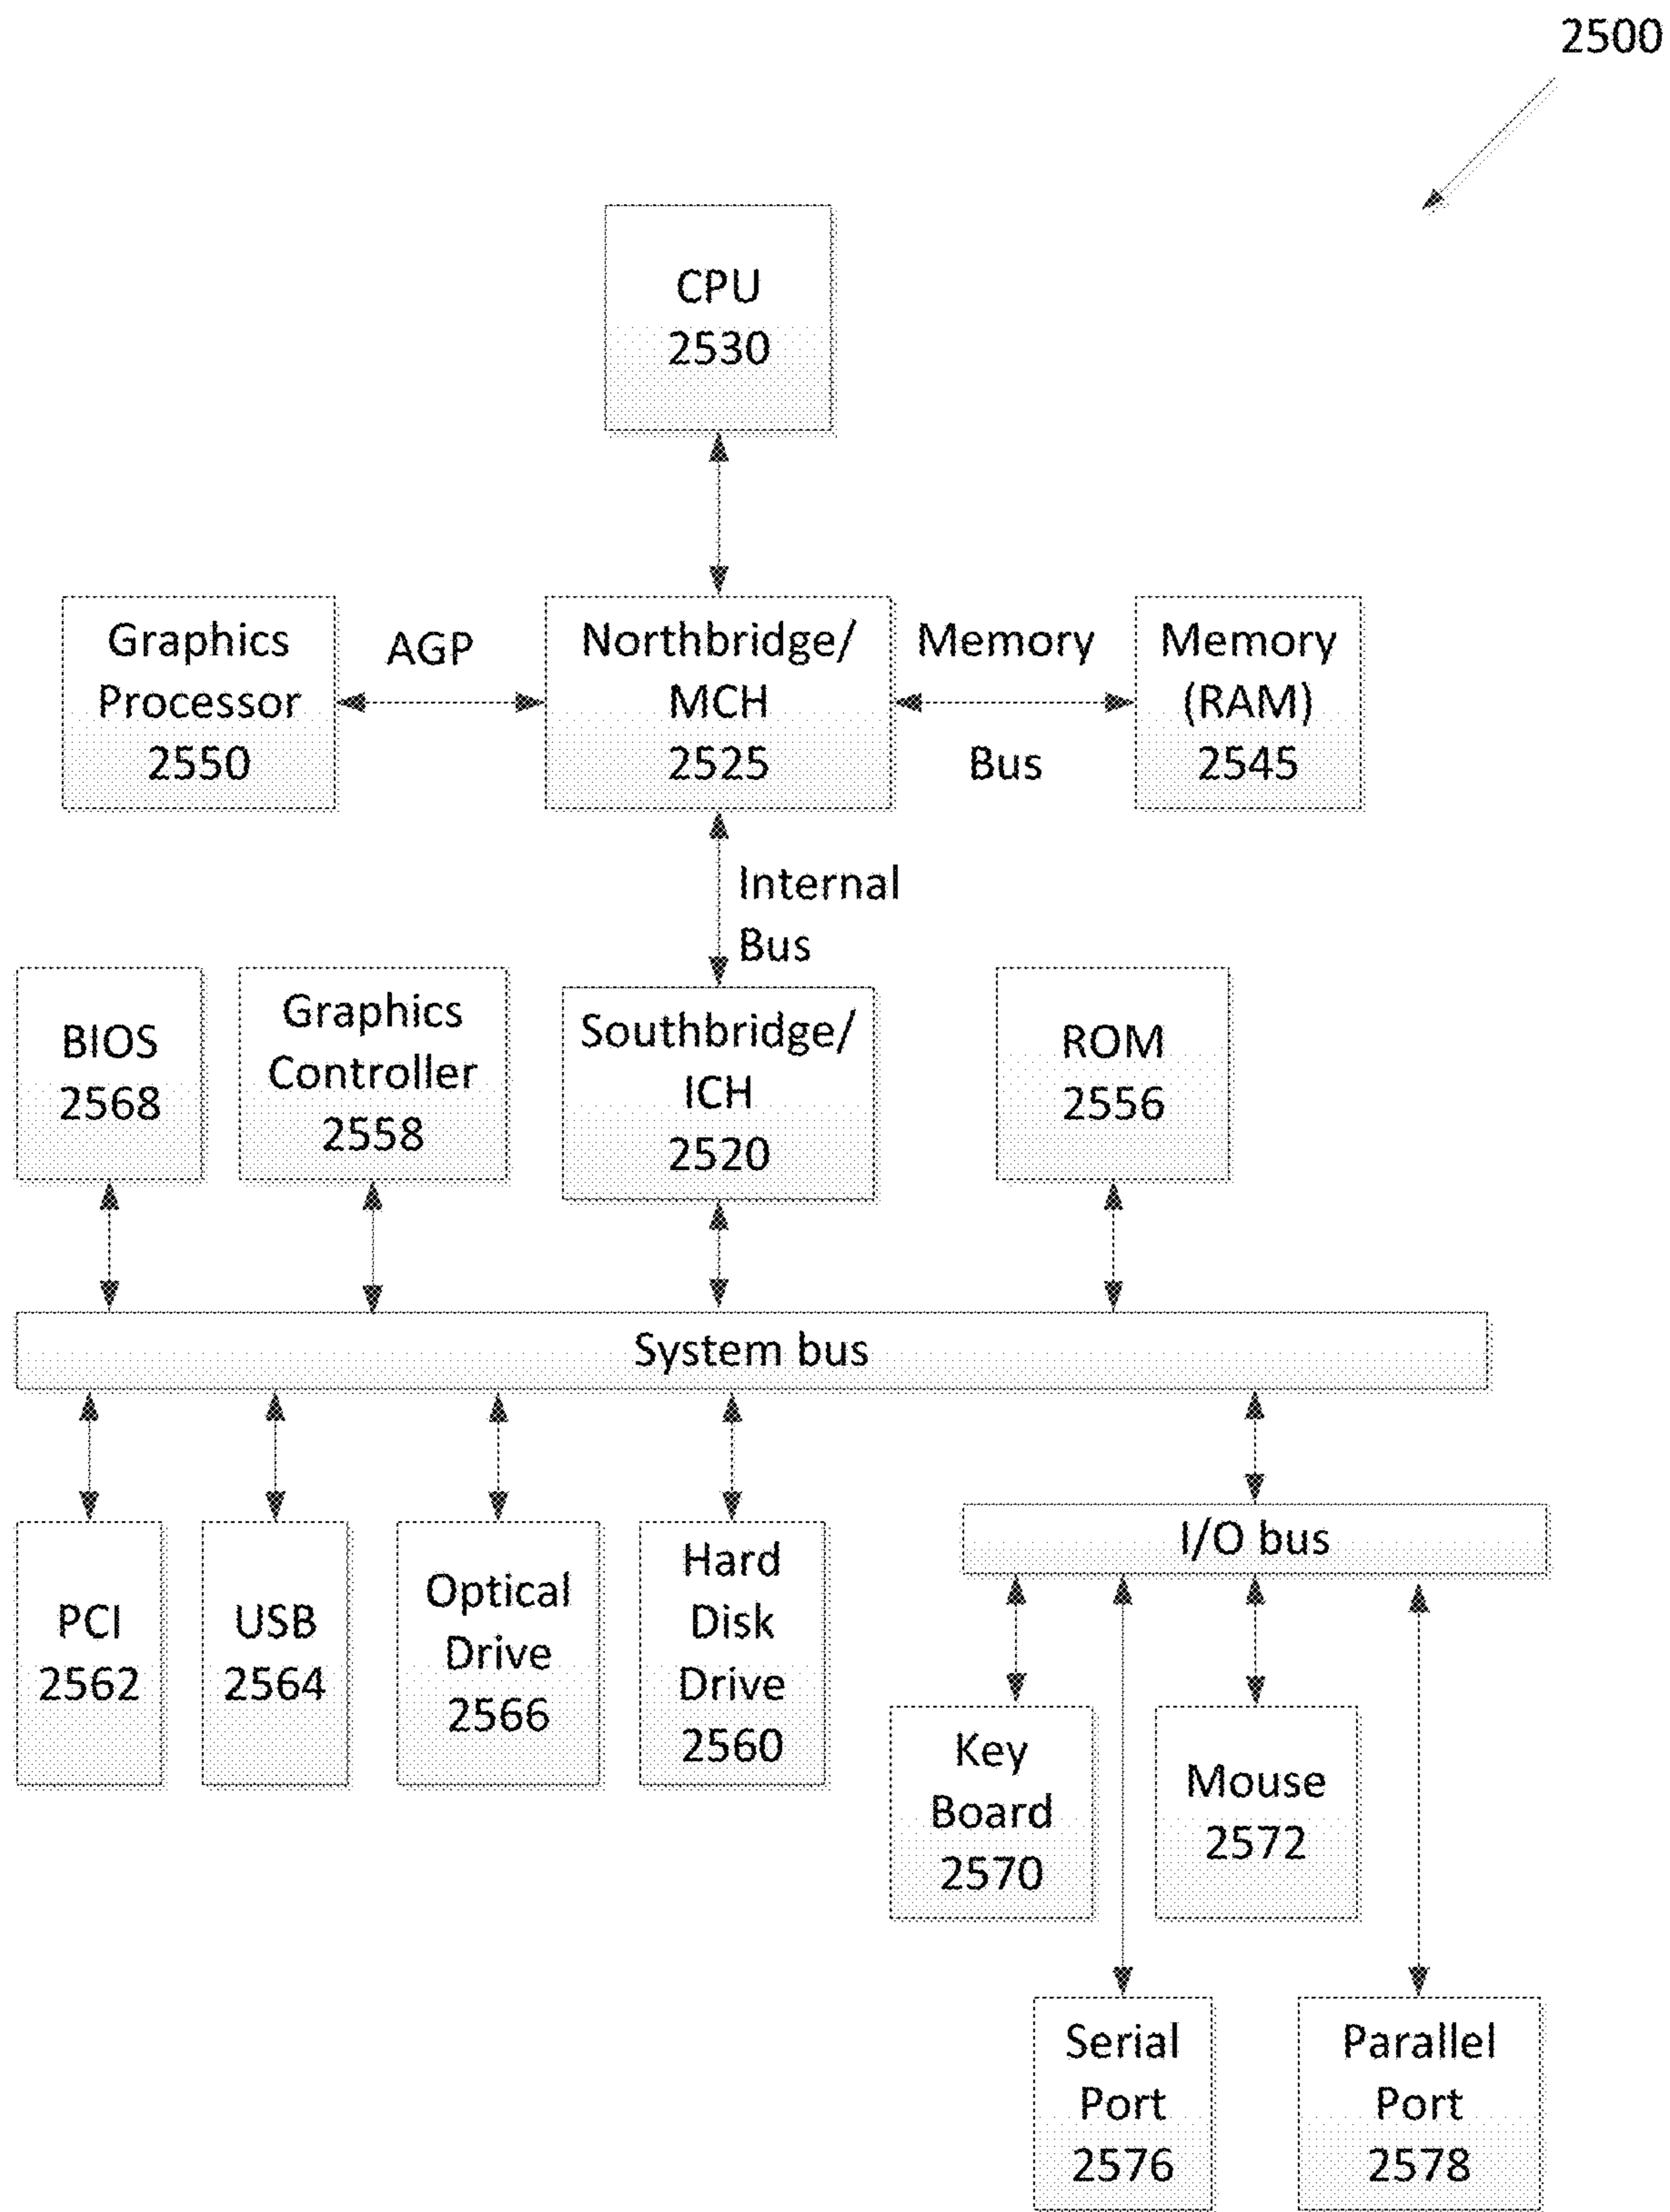 2500
CPU
2530
Graphics
Processor
2550
AGP
Northbridge/
MCH
2525
Memory
Bus
Memory
(RAM)
2545
Internal
Bus
BIOS
2568
Graphics
Controller
2558
Southbridge/
ICH
2520
ROM
2556
System bus
PCI
2562
USB
2564
Optical
Drive
2566
Hard
Disk
Drive
2560
I/O bus
Key
Board
2570
Mouse
2572
Serial
Port
2576
Parallel
Port
2578